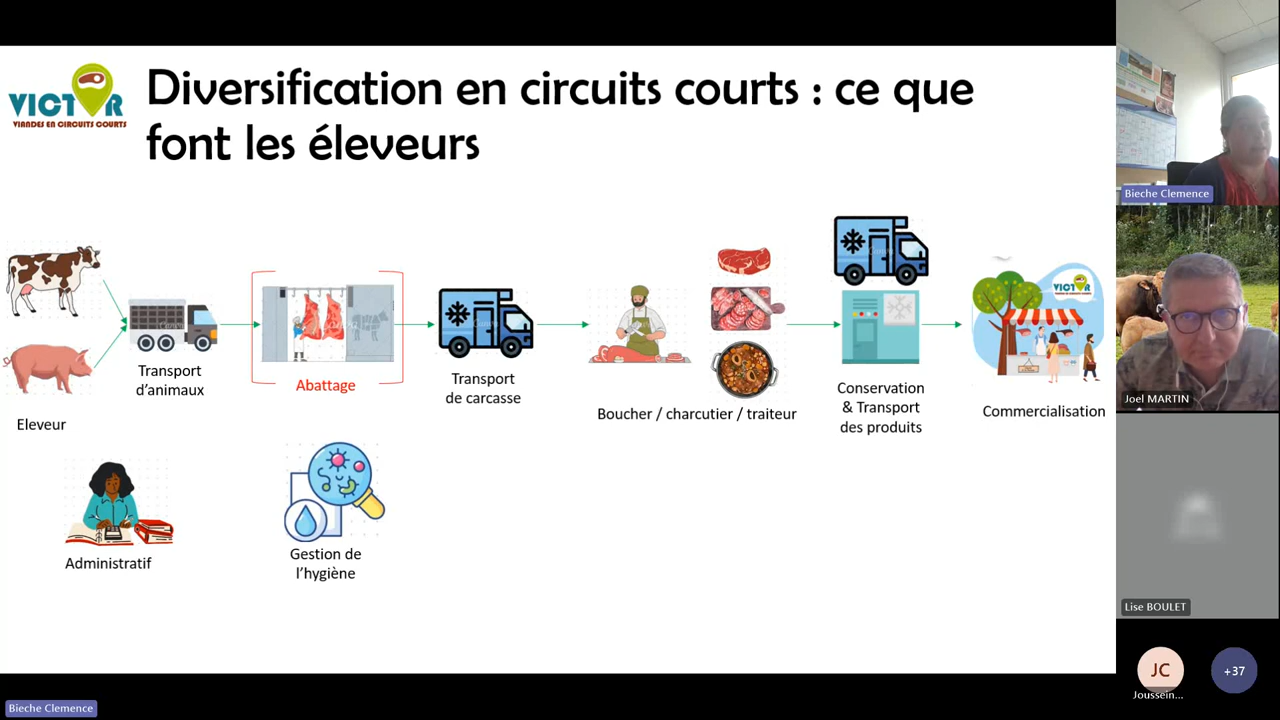 VICTOR
VIANDES EN CIRCUITS COURTS
Diversification en circuits courts : ce que
font les éleveurs
Eleveur
Transport
d'animaux
Abattage
Transport
de carcasse
Boucher / charcutier / traiteur
Conservation
& Transport
des produits
VICTOR
Commercialisation
Administratif
Gestion de
l'hygiène
Bieche Clemence
Joel MARTIN
Lise BOULET
JC
Joussein...
+37
Bieche Clemence